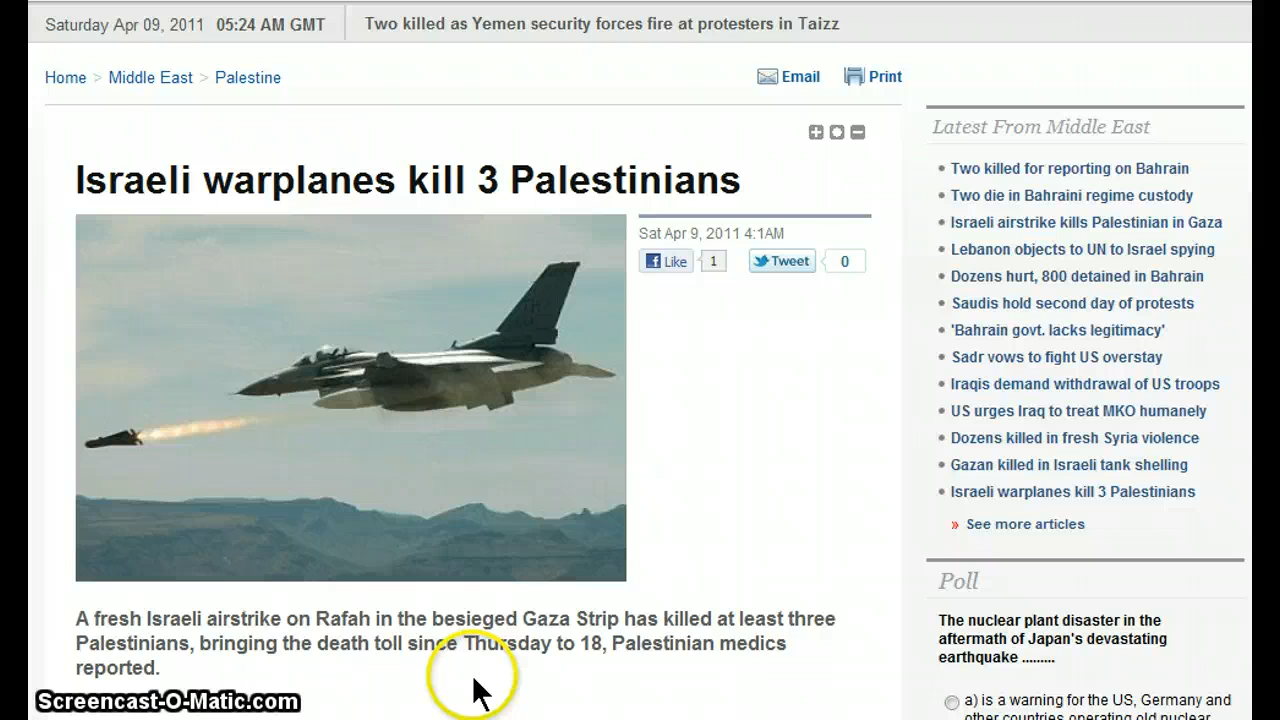 Saturday Apr 09, 2011 05:24 AM GMT
Two killed as Yemen security forces fire at protesters in Taizz
Home > Middle East > Palestine
Email Print
Israeli warplanes kill 3 Palestinians
Sat Apr 9, 2011 4:1AM
Like 1 Tweet 0
A fresh Israeli airstrike on Rafah in the besieged Gaza Strip has killed at least three
Palestinians, bringing the death toll since Thursday to 18, Palestinian medics
reported.
Latest From Middle East
Two killed for reporting on Bahrain
Two die in Bahraini regime custody
Israeli airstrike kills Palestinian in Gaza
Lebanon objects to UN to Israel spying
Dozens hurt, 800 detained in Bahrain
Saudis hold second day of protests
'Bahrain govt. lacks legitimacy'
Sadr vows to fight US overstay
Iraqis demand withdrawal of US troops
US urges Iraq to treat MKO humanely
Dozens killed in fresh Syria violence
Gazan killed in Israeli tank shelling
Israeli warplanes kill 3 Palestinians
» See more articles
Poll
The nuclear plant disaster in the
aftermath of Japan's devastating
earthquake .........
a) is a warning for the US, Germany and
other countries operating old nuclear
Screencast-O-Matic.com